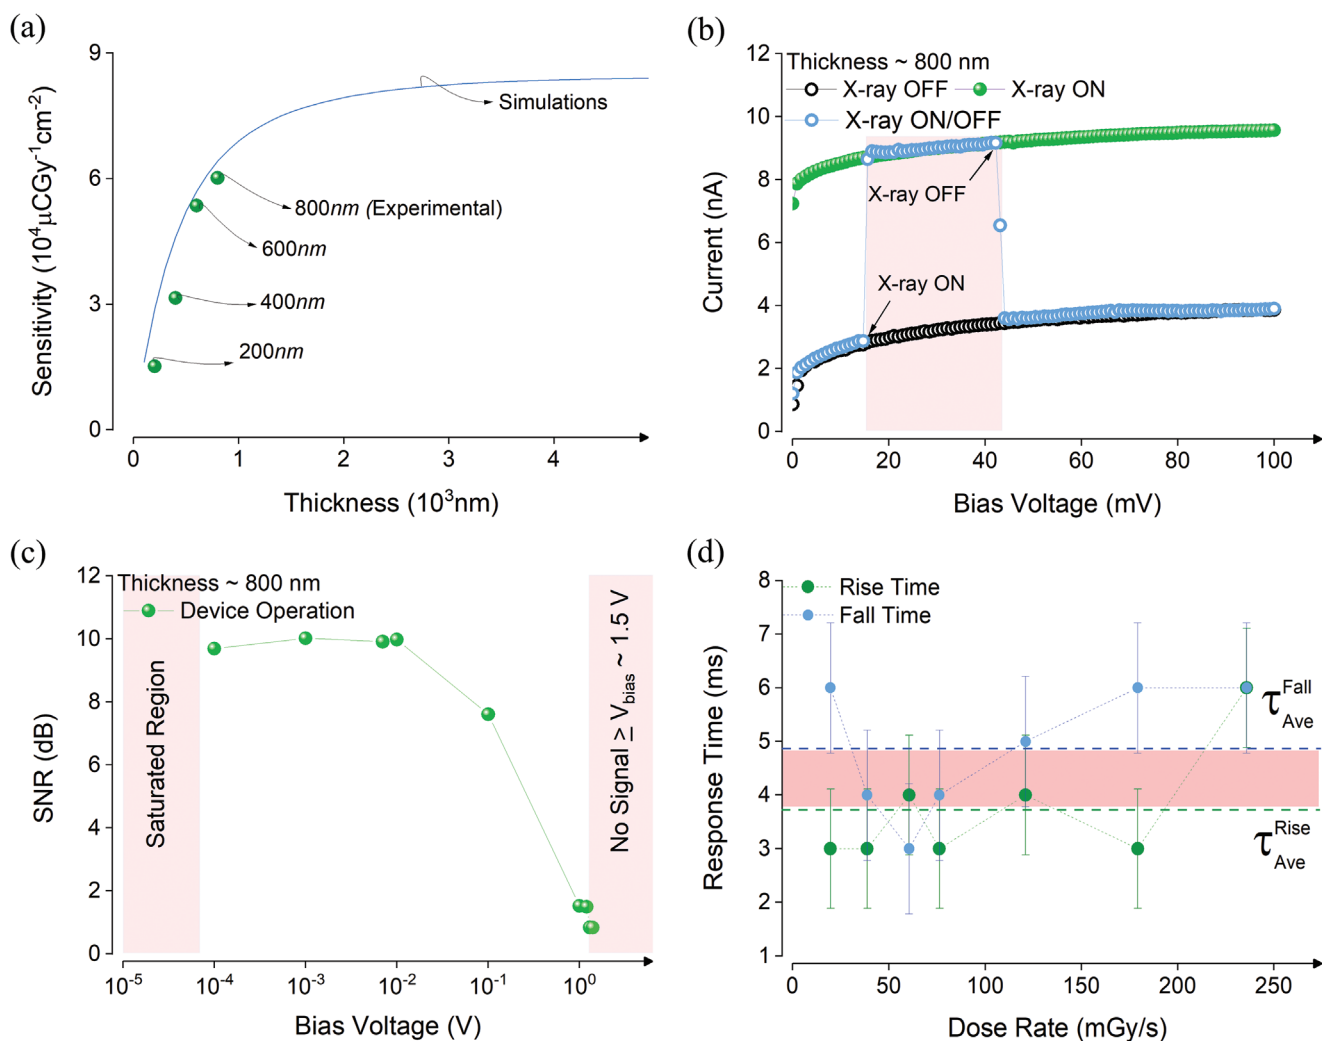 (a)
9
6
3
0
Sensitivity (10⁴μCGy⁻¹cm⁻²)
Simulations
800nm (Experimental)
600nm
400nm
200nm
0 1 2 3 4
Thickness (10³nm)
(b)
12
10
8
6
4
2
0
Current (nA)
Thickness ~ 800 nm
X-ray OFF X-ray ON
X-ray ON/OFF
X-ray OFF
X-ray ON
0 20 40 60 80 100
Bias Voltage (mV)
(c)
12
10
8
6
4
2
0
SNR (dB)
Thickness ~ 800 nm
Device Operation
Saturated Region
No Signal ≥ V_bias ~ 1.5 V
10⁻⁵ 10⁻⁴ 10⁻³ 10⁻² 10⁻¹ 10⁰
Bias Voltage (V)
(d)
8
7
6
5
4
3
2
1
Response Time (ms)
Rise Time
Fall Time
τ Fall Ave
τ Rise Ave
0 50 100 150 200 250
Dose Rate (mGy/s)